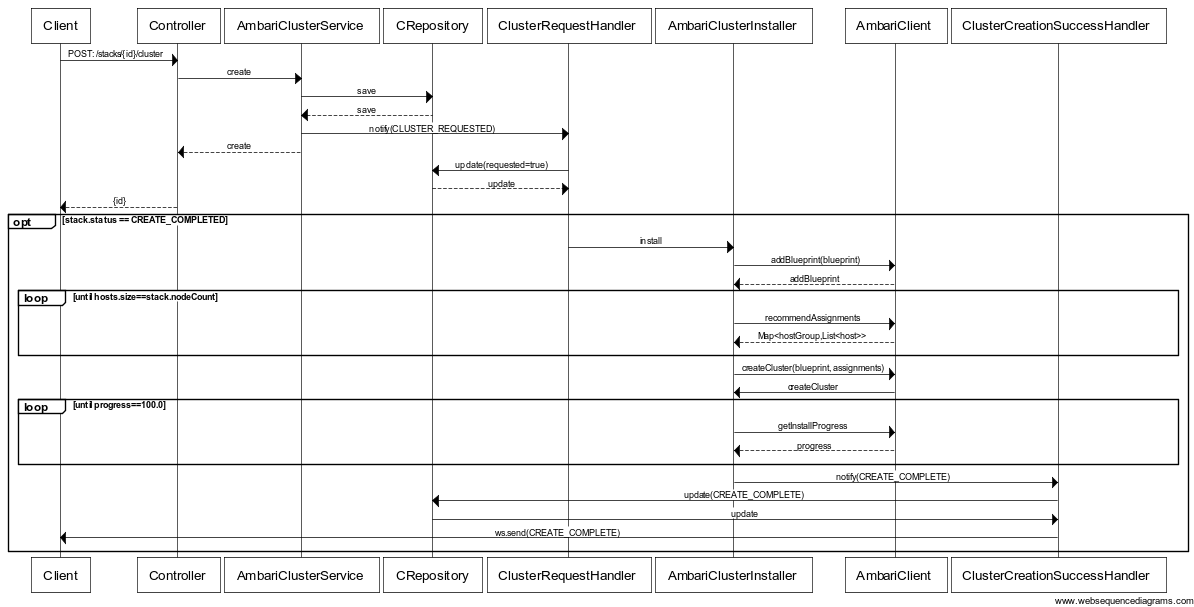 Client Controller AmbariClusterService CRepository ClusterRequestHandler AmbariClusterInstaller AmbariClient ClusterCreationSuccessHandler
POST: /stacks/{id}/cluster
create
save
save
notify(CLUSTER_REQUESTED)
create
update(requested=true)
update
{id}
opt [stack.status == CREATE_COMPLETED]
install
addBlueprint(blueprint)
addBlueprint
loop [until hosts.size==stack.nodeCount]
recommendAssignments
Map<hostGroup,List<host>>
createCluster(blueprint, assignments)
createCluster
loop [until progress==100.0]
getInstallProgress
progress
notify(CREATE_COMPLETE)
update(CREATE_COMPLETE)
update
ws.send(CREATE_COMPLETE)
Client Controller AmbariClusterService CRepository ClusterRequestHandler AmbariClusterInstaller AmbariClient ClusterCreationSuccessHandler
www.websequencediagrams.com